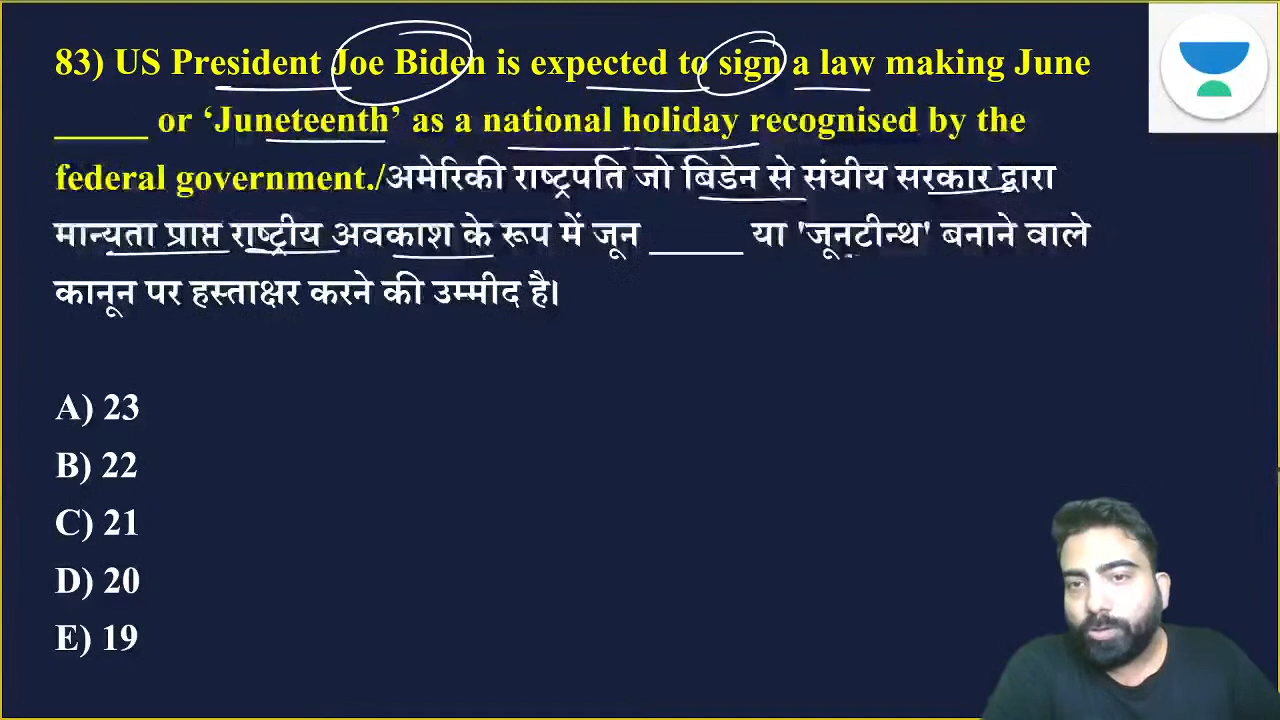 83) US President Joe Biden is expected to sign a law making June
_____ or ‘Juneteenth’ as a national holiday recognised by the
federal government./अमेरिकी राष्ट्रपति जो बिडेन से संघीय सरकार द्वारा
मान्यता प्राप्त राष्ट्रीय अवकाश के रूप में जून _____ या 'जूनटीन्थ' बनाने वाले
कानून पर हस्ताक्षर करने की उम्मीद है।
A) 23
B) 22
C) 21
D) 20
E) 19